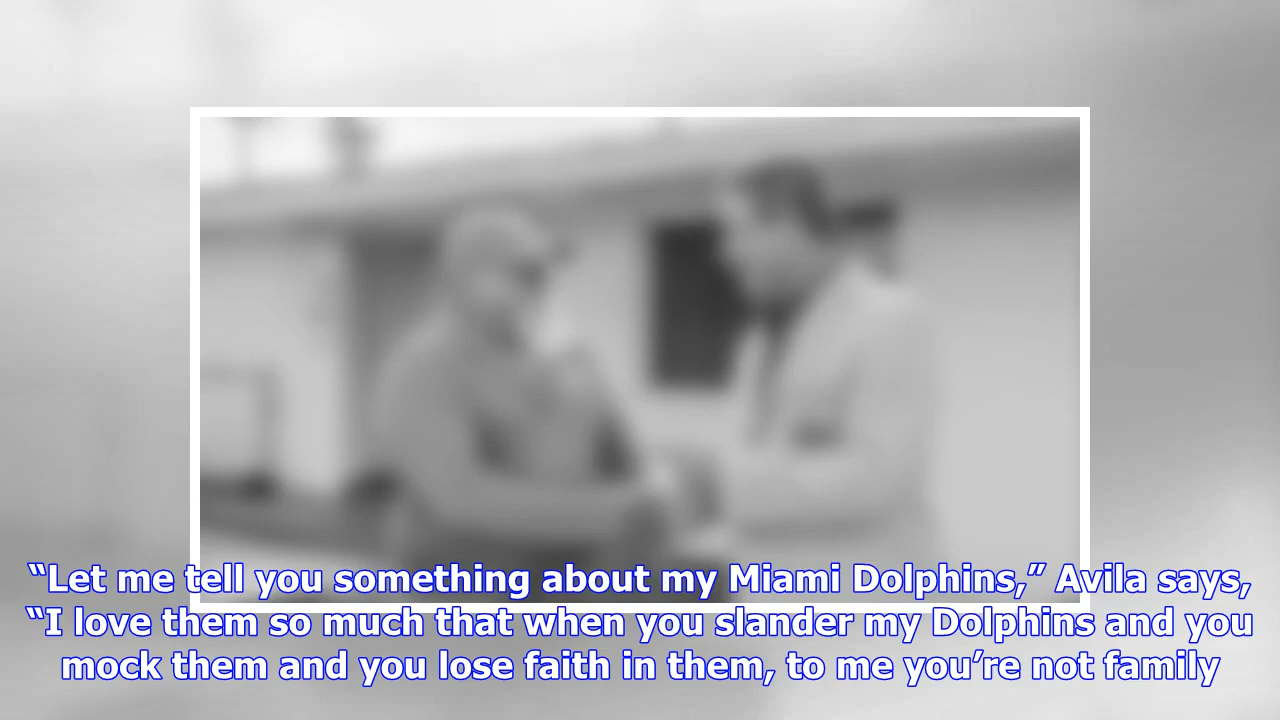 “Let me tell you something about my Miami Dolphins,” Avila says,
“I love them so much that when you slander my Dolphins and you
mock them and you lose faith in them, to me you’re not family